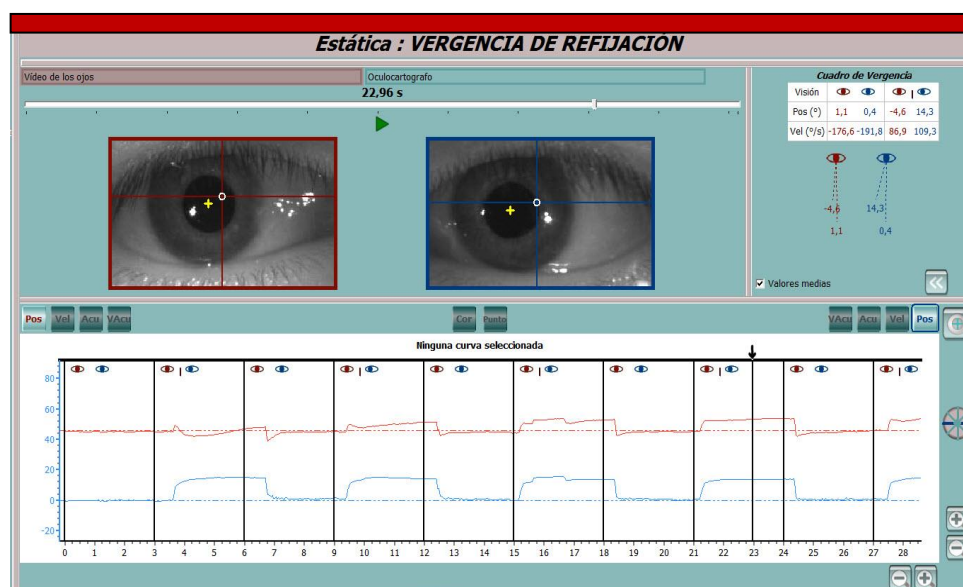 Estática : VERGENCIA DE REFIJACIÓN
Vídeo de los ojos
Oculocartografo
22,96 s
Cuadro de Vergencia
Visión
Pos (º) 1,1 0,4 -4,6 14,3
Vel (º/s) -176,6 -191,8 86,9 109,3
-4,6 14,3
1,1 0,4
Valores medias
Pos Vel Acu VAcu Cor Punto VAcu Acu Vel Pos
Ninguna curva seleccionada
80
60
40
20
0
-20
0 1 2 3 4 5 6 7 8 9 10 11 12 13 14 15 16 17 18 19 20 21 22 23 24 25 26 27 28